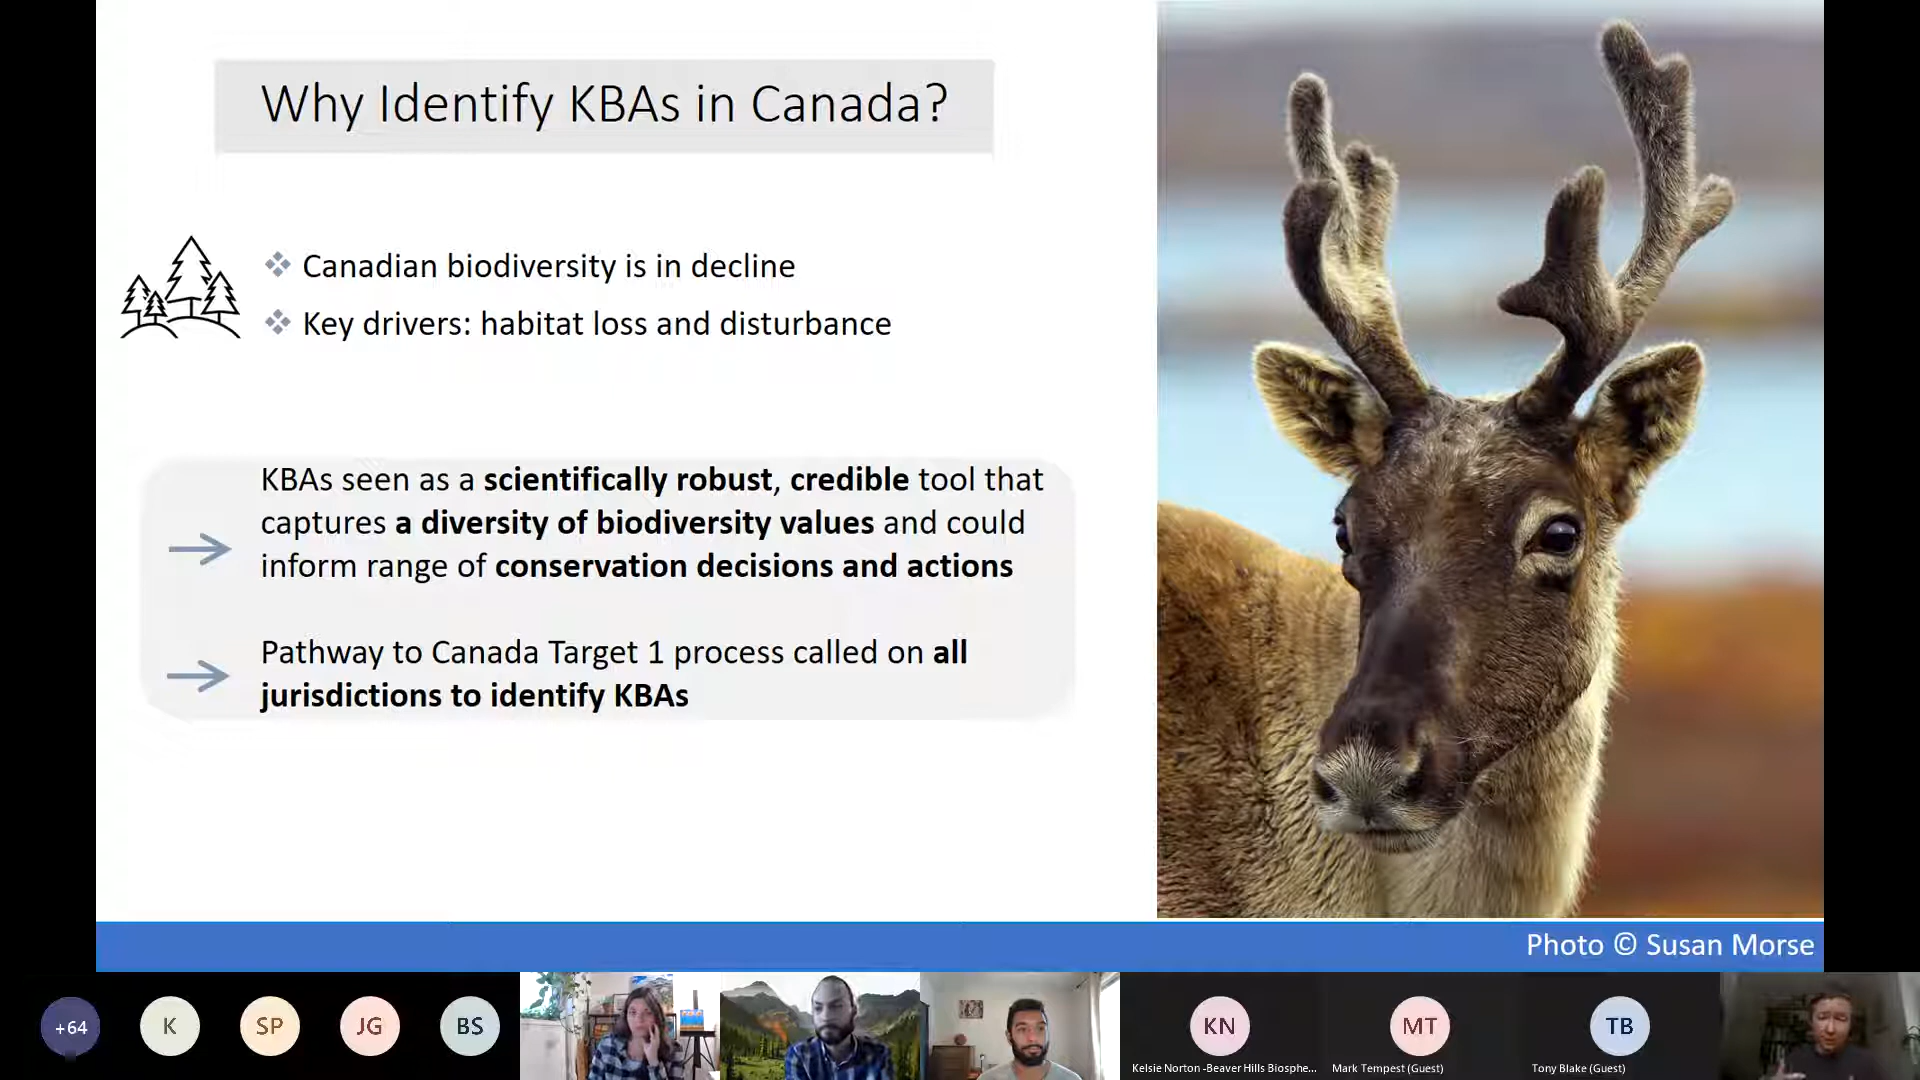 Why Identify KBAs in Canada?
Canadian biodiversity is in decline
Key drivers: habitat loss and disturbance
KBAs seen as a scientifically robust, credible tool that
captures a diversity of biodiversity values and could
inform range of conservation decisions and actions
Pathway to Canada Target 1 process called on all
jurisdictions to identify KBAs
Photo © Susan Morse
+64
K
SP
JG
BS
KN
Kelsie Norton -Beaver Hills Biosphe...
MT
Mark Tempest (Guest)
TB
Tony Blake (Guest)